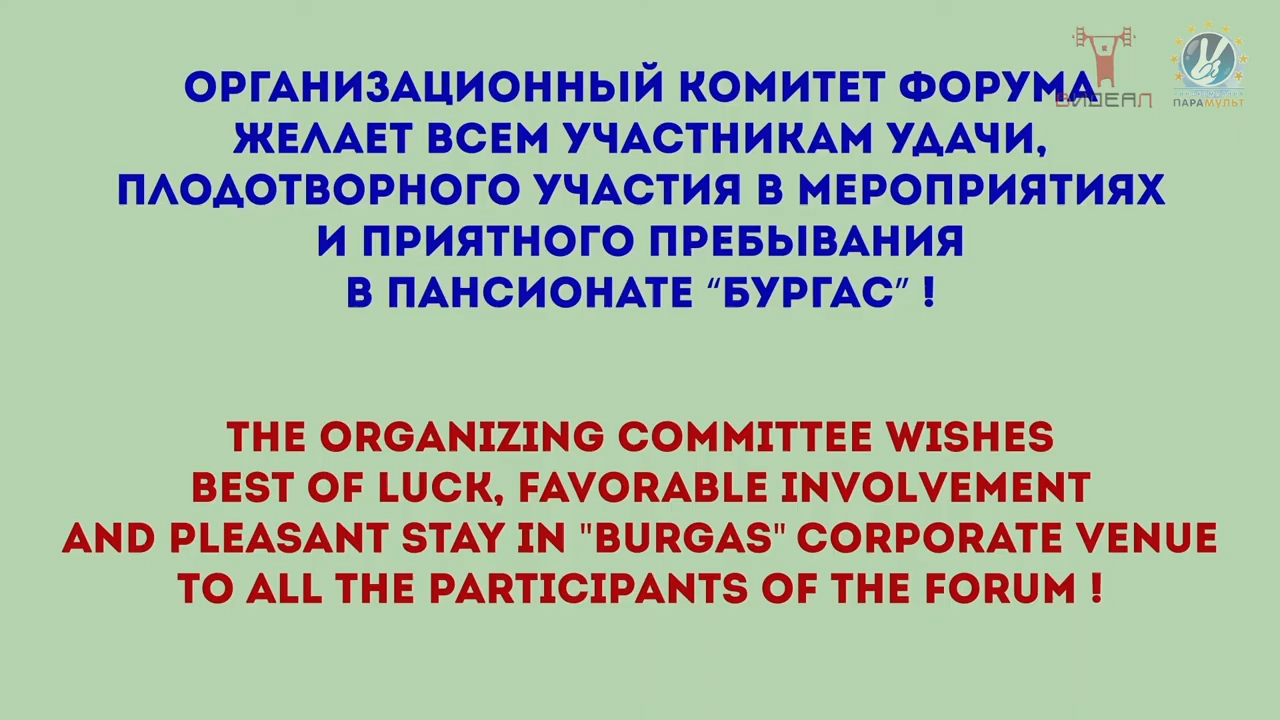 ОРГАНИЗАЦИОННЫЙ КОМИТЕТ ФОРУМА
ЖЕЛАЕТ ВСЕМ УЧАСТНИКАМ УДАЧИ,
ПЛОДОТВОРНОГО УЧАСТИЯ В МЕРОПРИЯТИЯХ
И ПРИЯТНОГО ПРЕБЫВАНИЯ
В ПАНСИОНАТЕ “БУРГАС” !
THE ORGANIZING COMMITTEE WISHES
BEST OF LUCK, FAVORABLE INVOLVEMENT
AND PLEASANT STAY IN "BURGAS" CORPORATE VENUE
TO ALL THE PARTICIPANTS OF THE FORUM !
ВИДЕАЛ
ПАРАМУЛЬТ